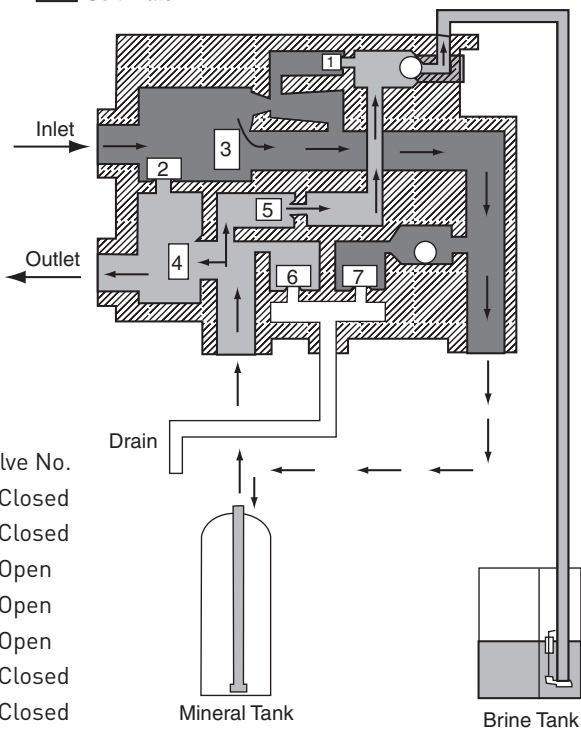 1
Inlet
3
2
5
Outlet
4
6
7
Drain
lve No.
Closed
Closed
Open
Open
Open
Closed
Closed
Mineral Tank
Brine Tank